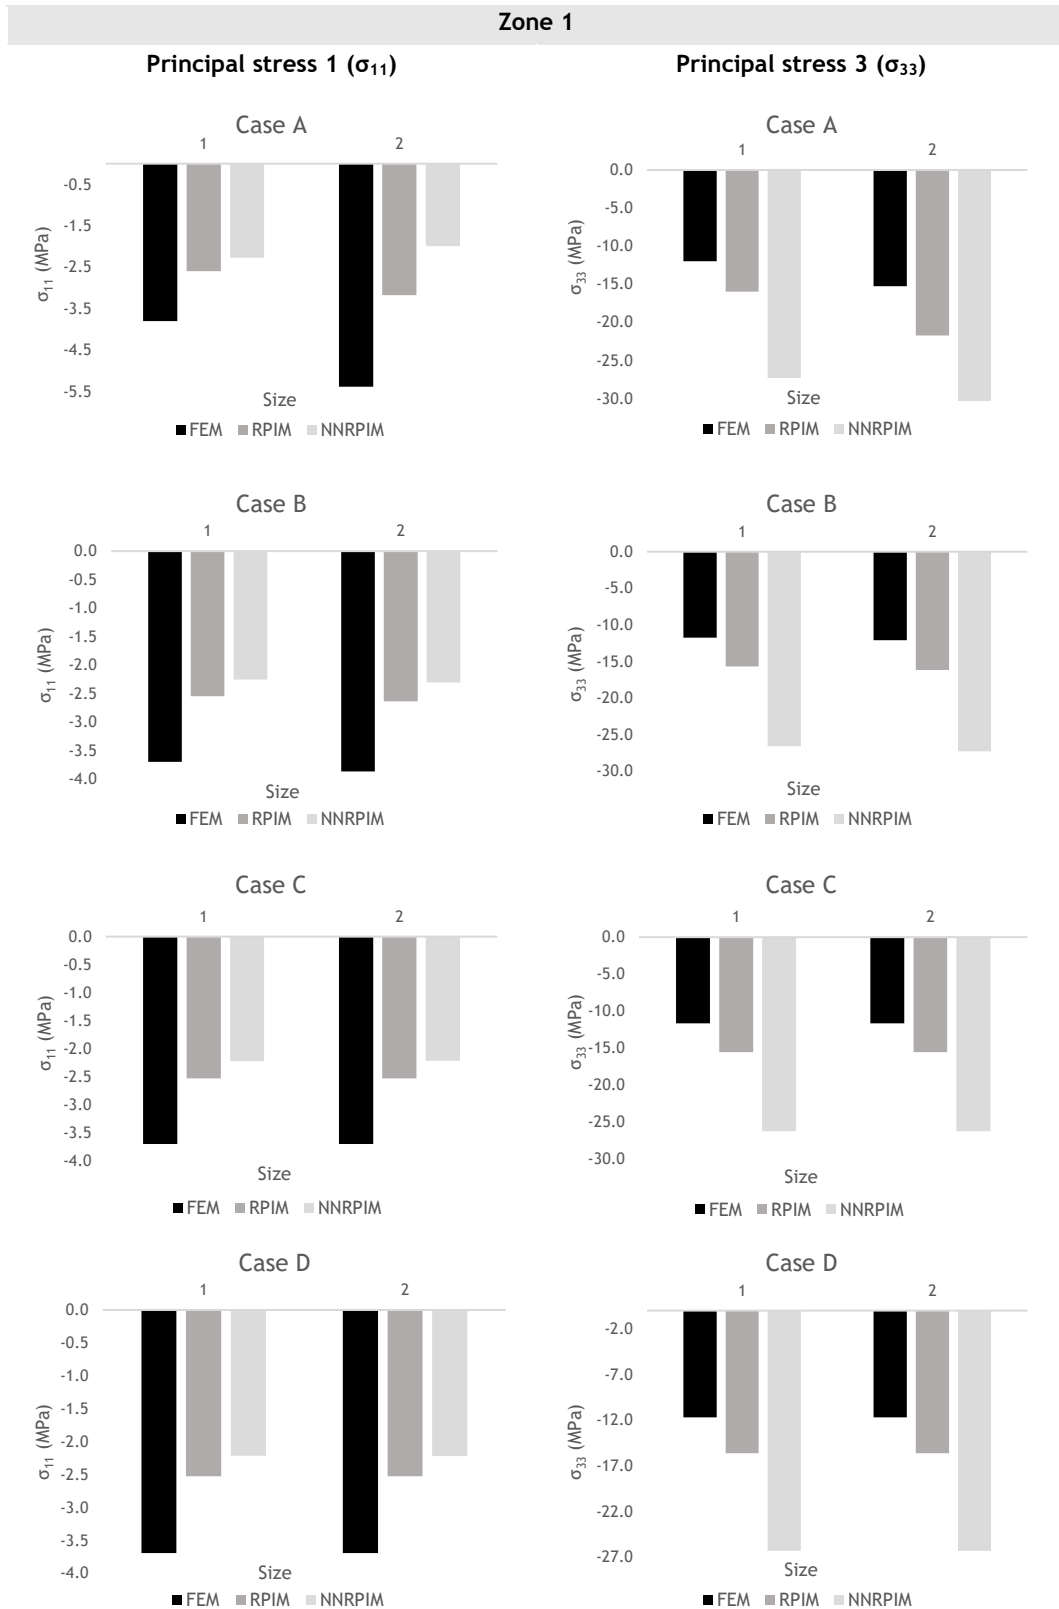 Zone 1
Principal stress 1 (σ11)
Principal stress 3 (σ33)
Case A
1 2
-0.5
-1.5
-2.5
-3.5
-4.5
-5.5
σ11 (MPa)
Size
FEM RPIM NNRPIM
Case A
1 2
0.0
-5.0
-10.0
-15.0
-20.0
-25.0
-30.0
σ33 (MPa)
Size
FEM RPIM NNRPIM
Case B
1 2
0.0
-0.5
-1.0
-1.5
-2.0
-2.5
-3.0
-3.5
-4.0
σ11 (MPa)
Size
FEM RPIM NNRPIM
Case B
1 2
0.0
-5.0
-10.0
-15.0
-20.0
-25.0
-30.0
σ33 (MPa)
Size
FEM RPIM NNRPIM
Case C
1 2
0.0
-0.5
-1.0
-1.5
-2.0
-2.5
-3.0
-3.5
-4.0
σ11 (MPa)
Size
FEM RPIM NNRPIM
Case C
1 2
0.0
-5.0
-10.0
-15.0
-20.0
-25.0
-30.0
σ33 (MPa)
Size
FEM RPIM NNRPIM
Case D
1 2
0.0
-0.5
-1.0
-1.5
-2.0
-2.5
-3.0
-3.5
-4.0
σ11 (MPa)
Size
FEM RPIM NNRPIM
Case D
1 2
-2.0
-7.0
-12.0
-17.0
-22.0
-27.0
σ33 (MPa)
Size
FEM RPIM NNRPIM